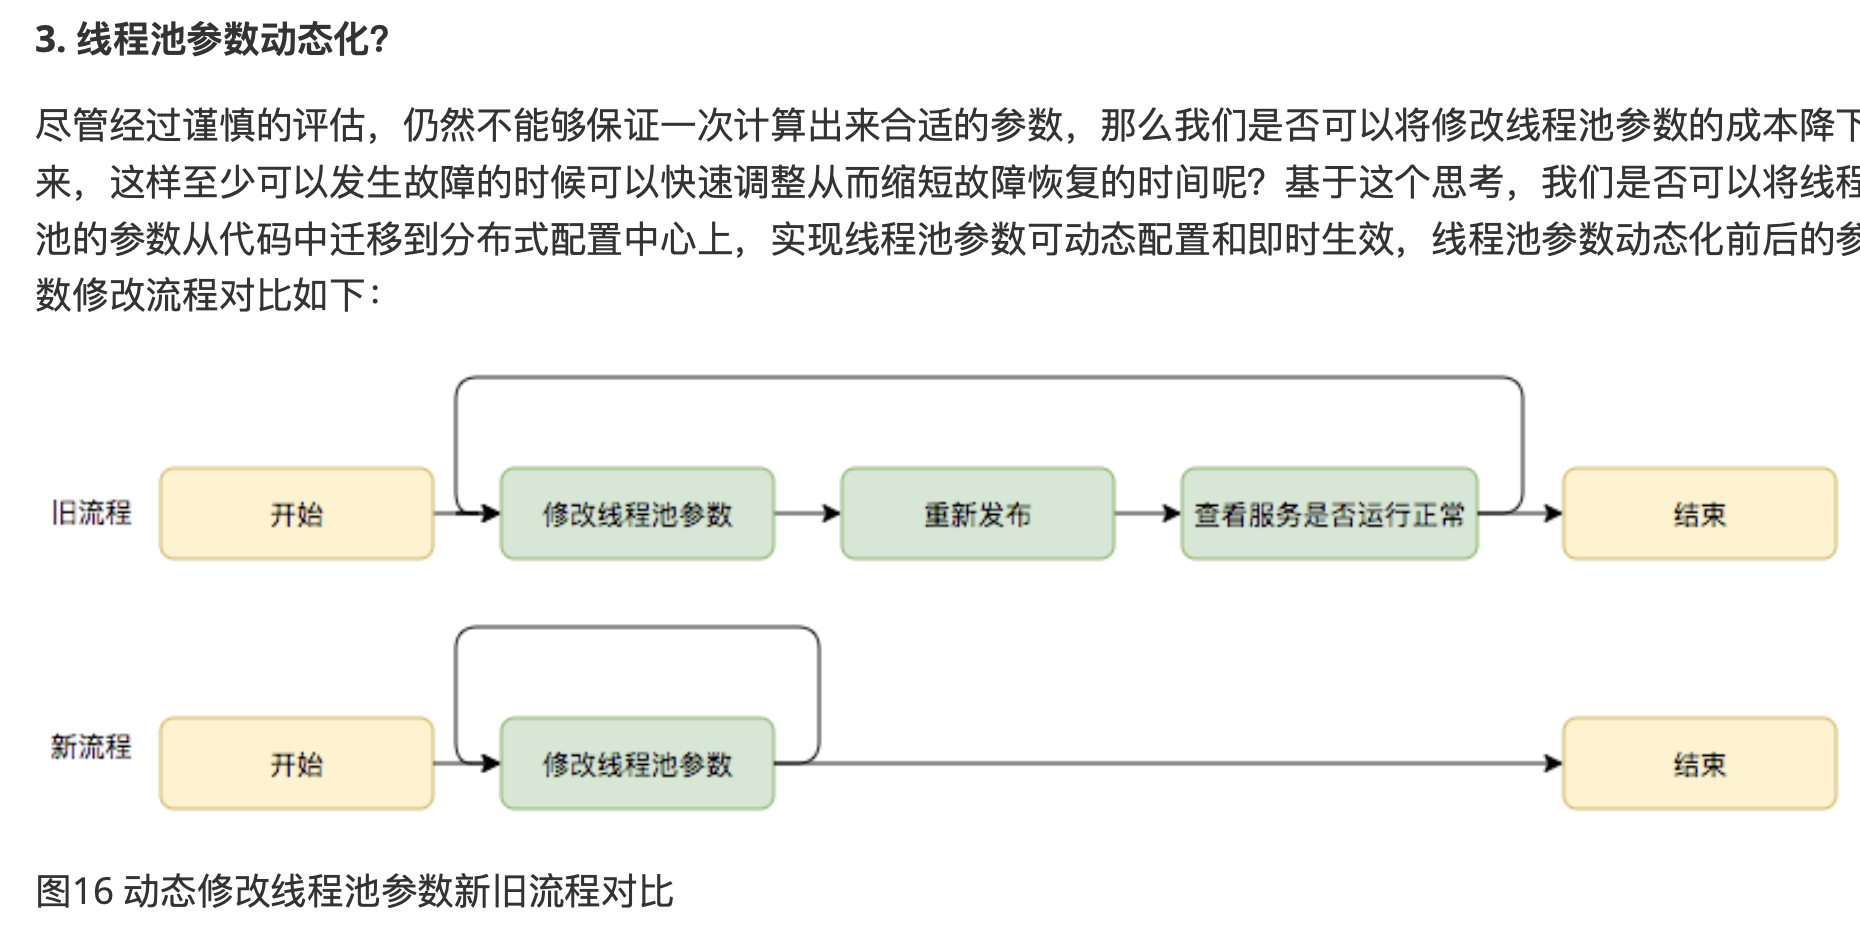 3. 线程池参数动态化？
尽管经过谨慎的评估，仍然不能够保证一次计算出来合适的参数，那么我们是否可以将修改线程池参数的成本降下
来，这样至少可以发生故障的时候可以快速调整从而缩短故障恢复的时间呢？基于这个思考，我们是否可以将线程
池的参数从代码中迁移到分布式配置中心上，实现线程池参数可动态配置和即时生效，线程池参数动态化前后的参
数修改流程对比如下：
旧流程 开始 修改线程池参数 重新发布 查看服务是否运行正常 结束
新流程 开始 修改线程池参数 结束
图16 动态修改线程池参数新旧流程对比